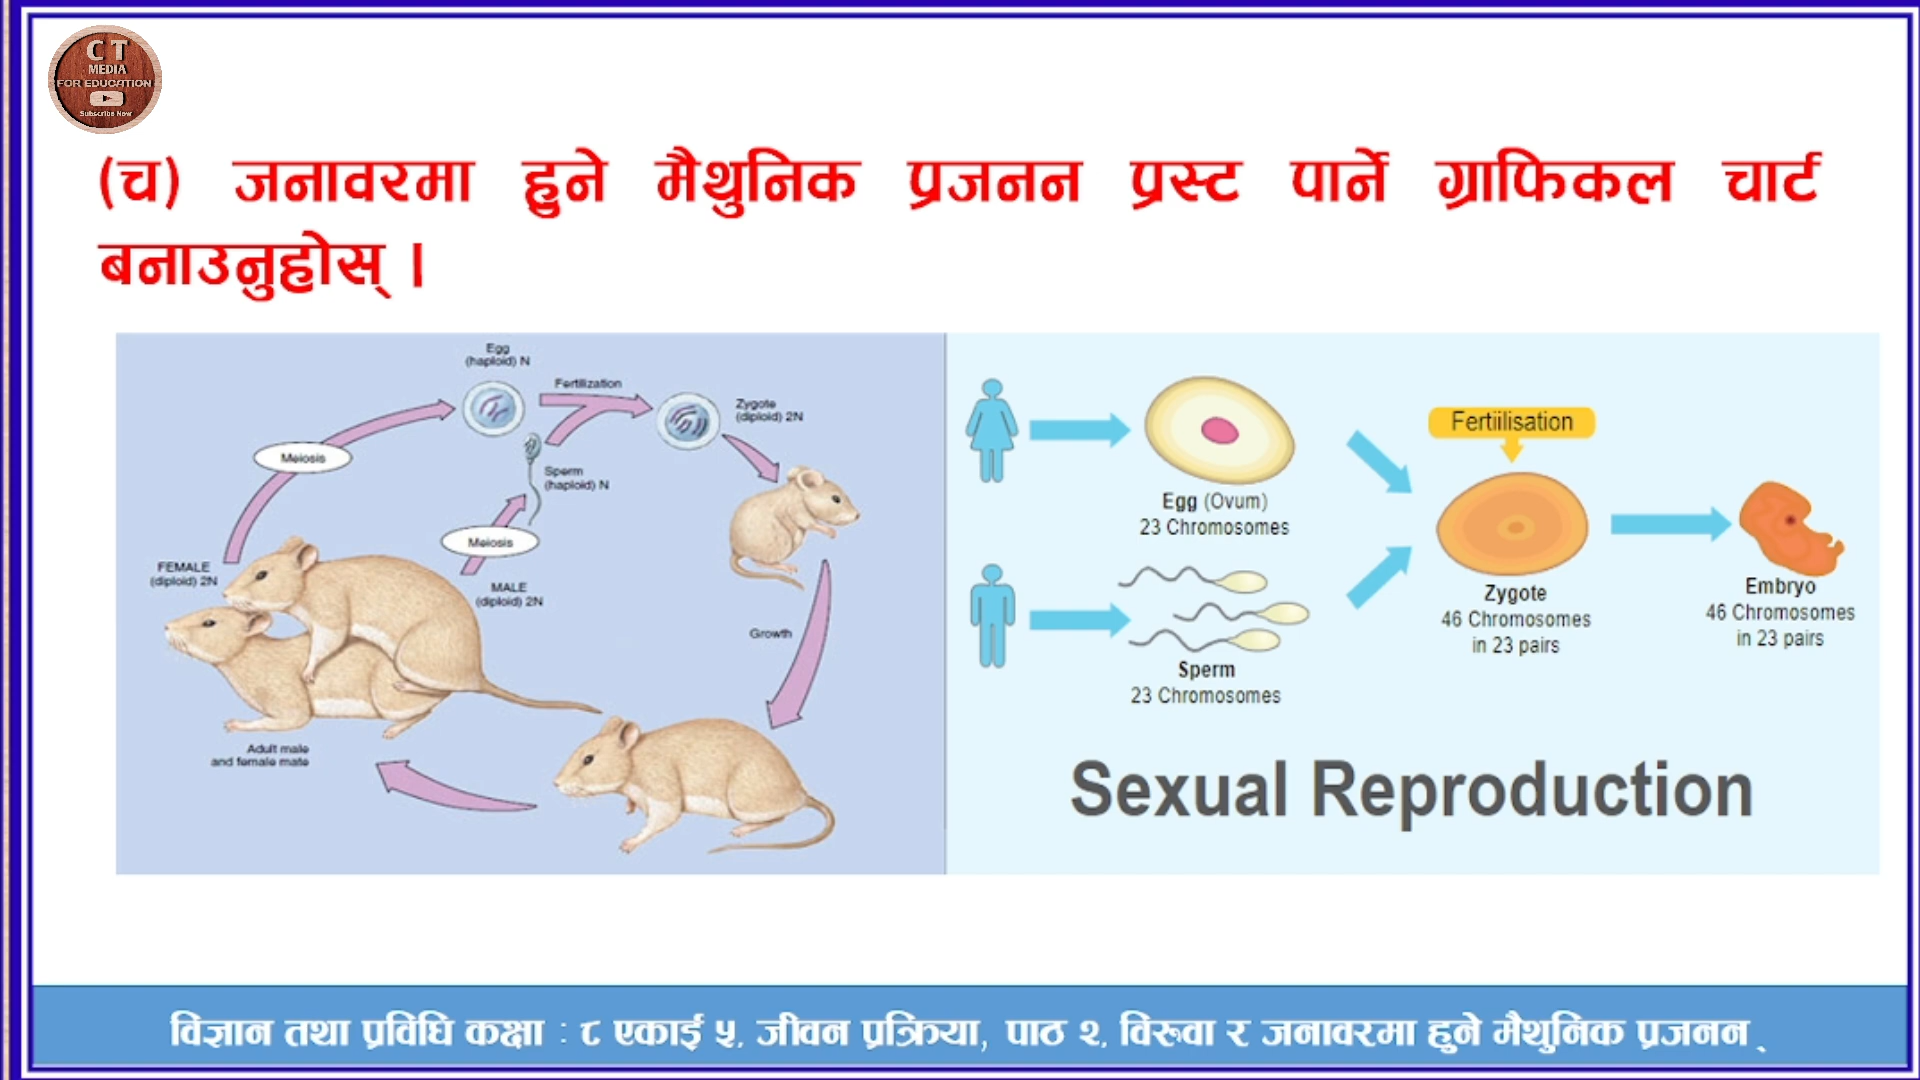 C T
MEDIA
FOR EDUCATION
Subscribe Now
(च) जनावरमा हुने मैथुनिक प्रजनन प्रस्ट पार्ने ग्राफिकल चार्ट
बनाउनुहोस् ।
Egg
(haploid) N
Fertilization
Zygote
(diploid) 2N
Meiosis
Sperm
(haploid) N
Meiosis
FEMALE
(diploid) 2N
MALE
(diploid) 2N
Growth
Adult male
and female mate
Egg (Ovum)
23 Chromosomes
Sperm
23 Chromosomes
Fertiilisation
Zygote
46 Chromosomes
in 23 pairs
Embryo
46 Chromosomes
in 23 pairs
Sexual Reproduction
विज्ञान तथा प्रविधि कक्षा : ८ एकाई ५. जीवन प्रक्रिया, पाठ २. विरूवा र जनावरमा हुने मैथुनिक प्रजनन्